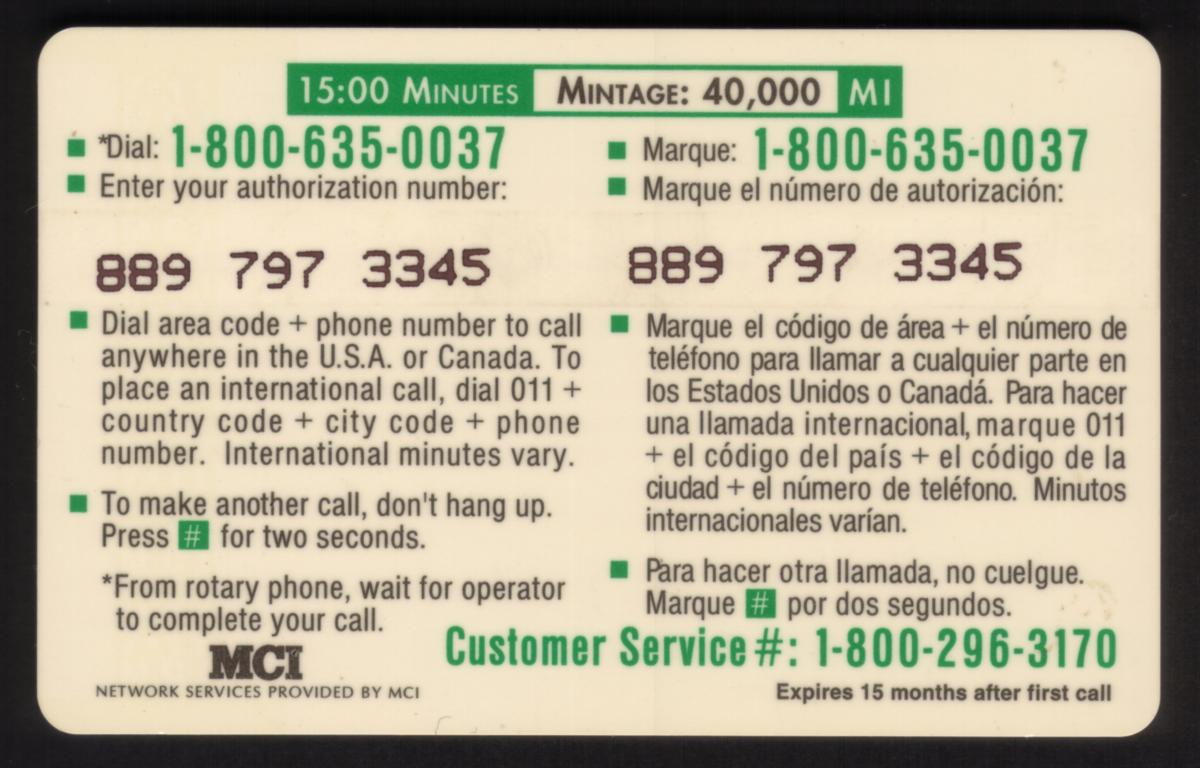 15:00 MINUTES MINTAGE: 40,000 MI
*Dial: 1-800-635-0037
Enter your authorization number:
889 797 3345
Dial area code + phone number to call
anywhere in the U.S.A. or Canada. To
place an international call, dial 011 +
country code + city code + phone
number. International minutes vary.
To make another call, don't hang up.
Press # for two seconds.
*From rotary phone, wait for operator
to complete your call.
Marque: 1-800-635-0037
Marque el número de autorización:
889 797 3345
Marque el código de área + el número de
teléfono para llamar a cualquier parte en
los Estados Unidos o Canadá. Para hacer
una llamada internacional, marque 011
+ el código del país + el código de la
ciudad + el número de teléfono. Minutos
internacionales varían.
Para hacer otra llamada, no cuelgue.
Marque # por dos segundos.
Customer Service #: 1-800-296-3170
MCI
NETWORK SERVICES PROVIDED BY MCI
Expires 15 months after first call